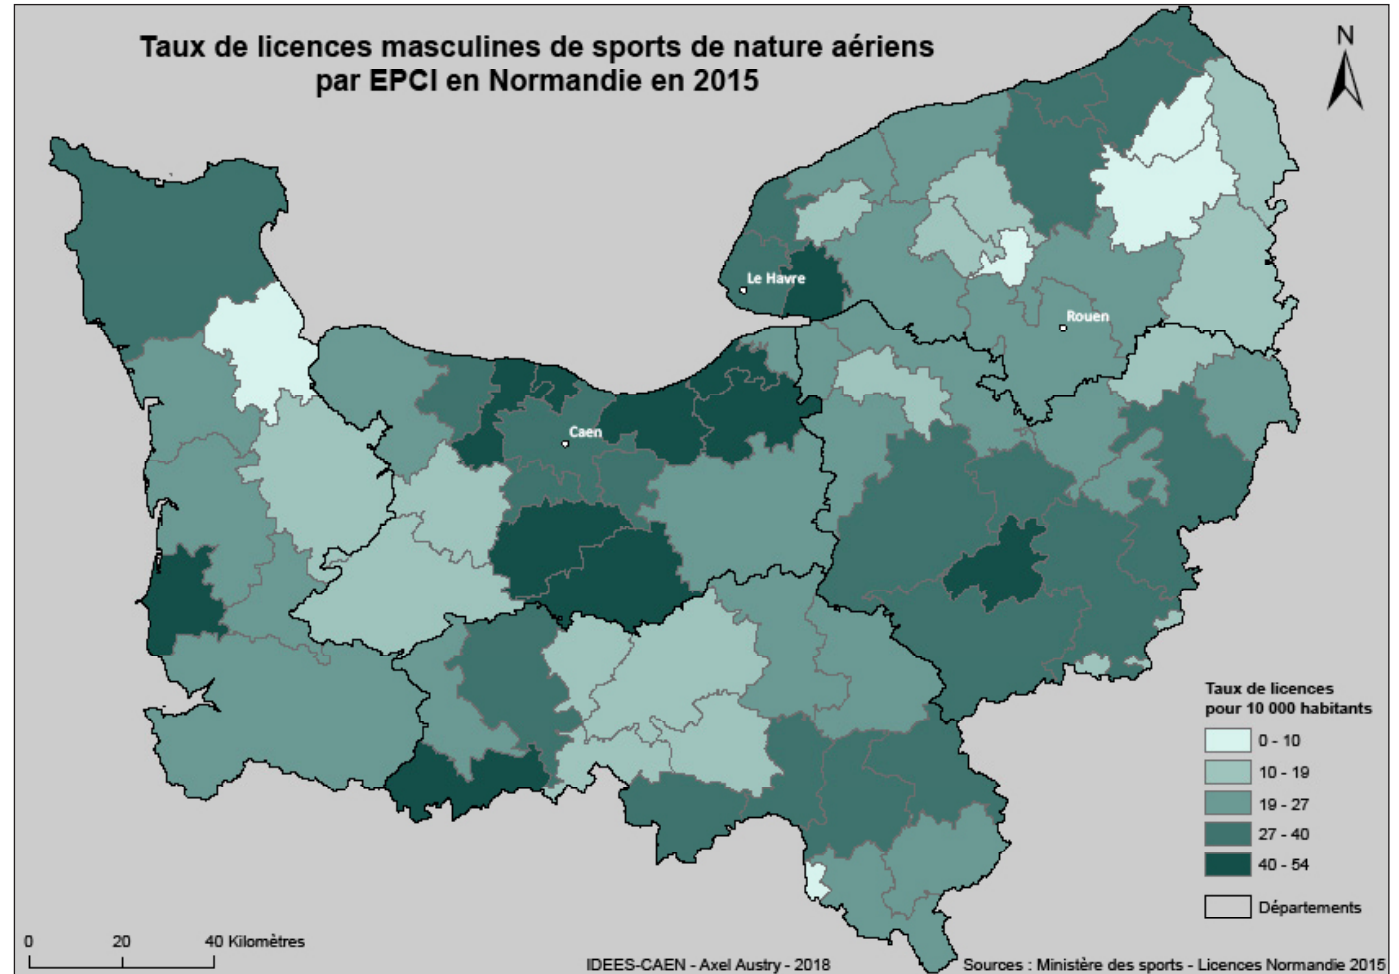 Taux de licences masculines de sports de nature aériens
par EPCI en Normandie en 2015
N
Le Havre
Rouen
Caen
Taux de licences
pour 10 000 habitants
0 - 10
10 - 19
19 - 27
27 - 40
40 - 54
Départements
0 20 40 Kilomètres
IDEES-CAEN - Axel Austry - 2018
Sources : Ministère des sports - Licences Normandie 2015